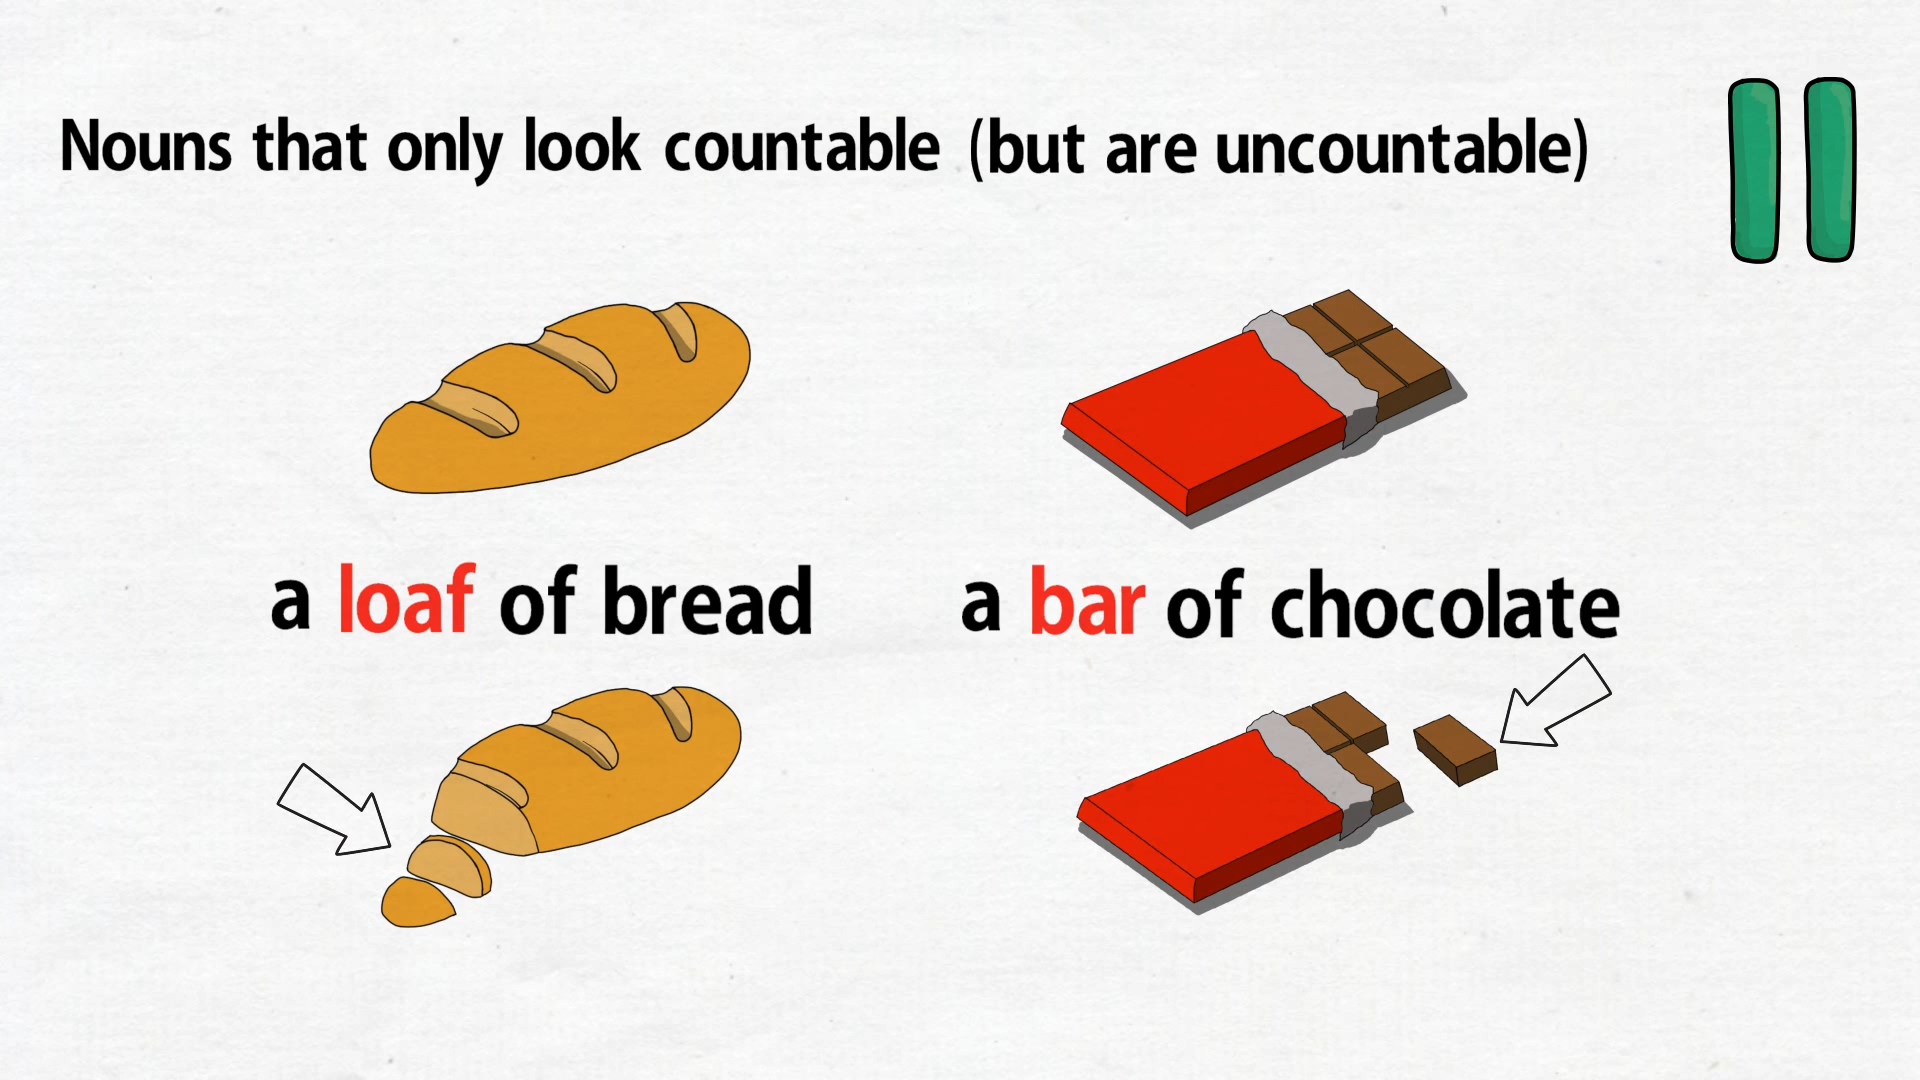 Nouns that only look countable (but are uncountable)
a loaf of bread
a bar of chocolate